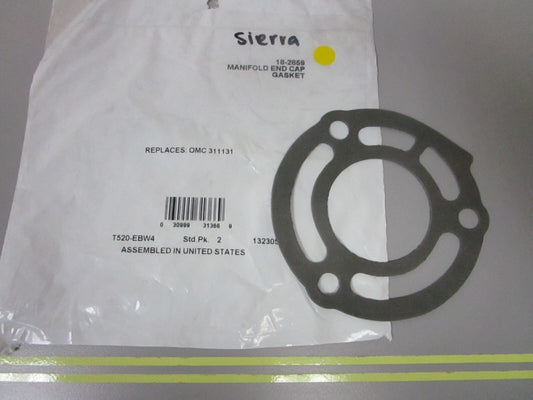 Sierra
18-2858
MANIFOLD END CAP
GASKET
REPLACES: OMC 311131
0 30999 31366 9
T520-EBW4 Std.Pk. 2 132305
ASSEMBLED IN UNITED STATES